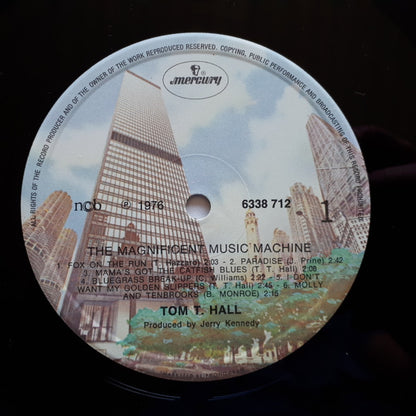 ALL RIGHTS OF THE RECORD PRODUCER AND OF THE OWNER OF THE WORK REPRODUCED RESERVED. COPYING, PUBLIC PERFORMANCE AND BROADCASTING OF THIS RECORD PROHIBITED
mercury ®
ncb ℗ 1976 6338 712 1
THE MAGNIFICENT MUSIC MACHINE
1. FOX ON THE RUN (T. Hazzard) 2:03 - 2. PARADISE (J. Prine) 2:42
3. MAMA'S GOT THE CATFISH BLUES (T. T. Hall) 2:08
4. BLUEGRASS BREAK-UP (C. Williams) 2:22 - 5. I DON'T
WANT MY GOLDEN SLIPPERS (T. T. Hall) 2:45 - 6. MOLLY
AND TENBROOKS (B. MONROE) 2:16
TOM T. HALL
Produced by Jerry Kennedy